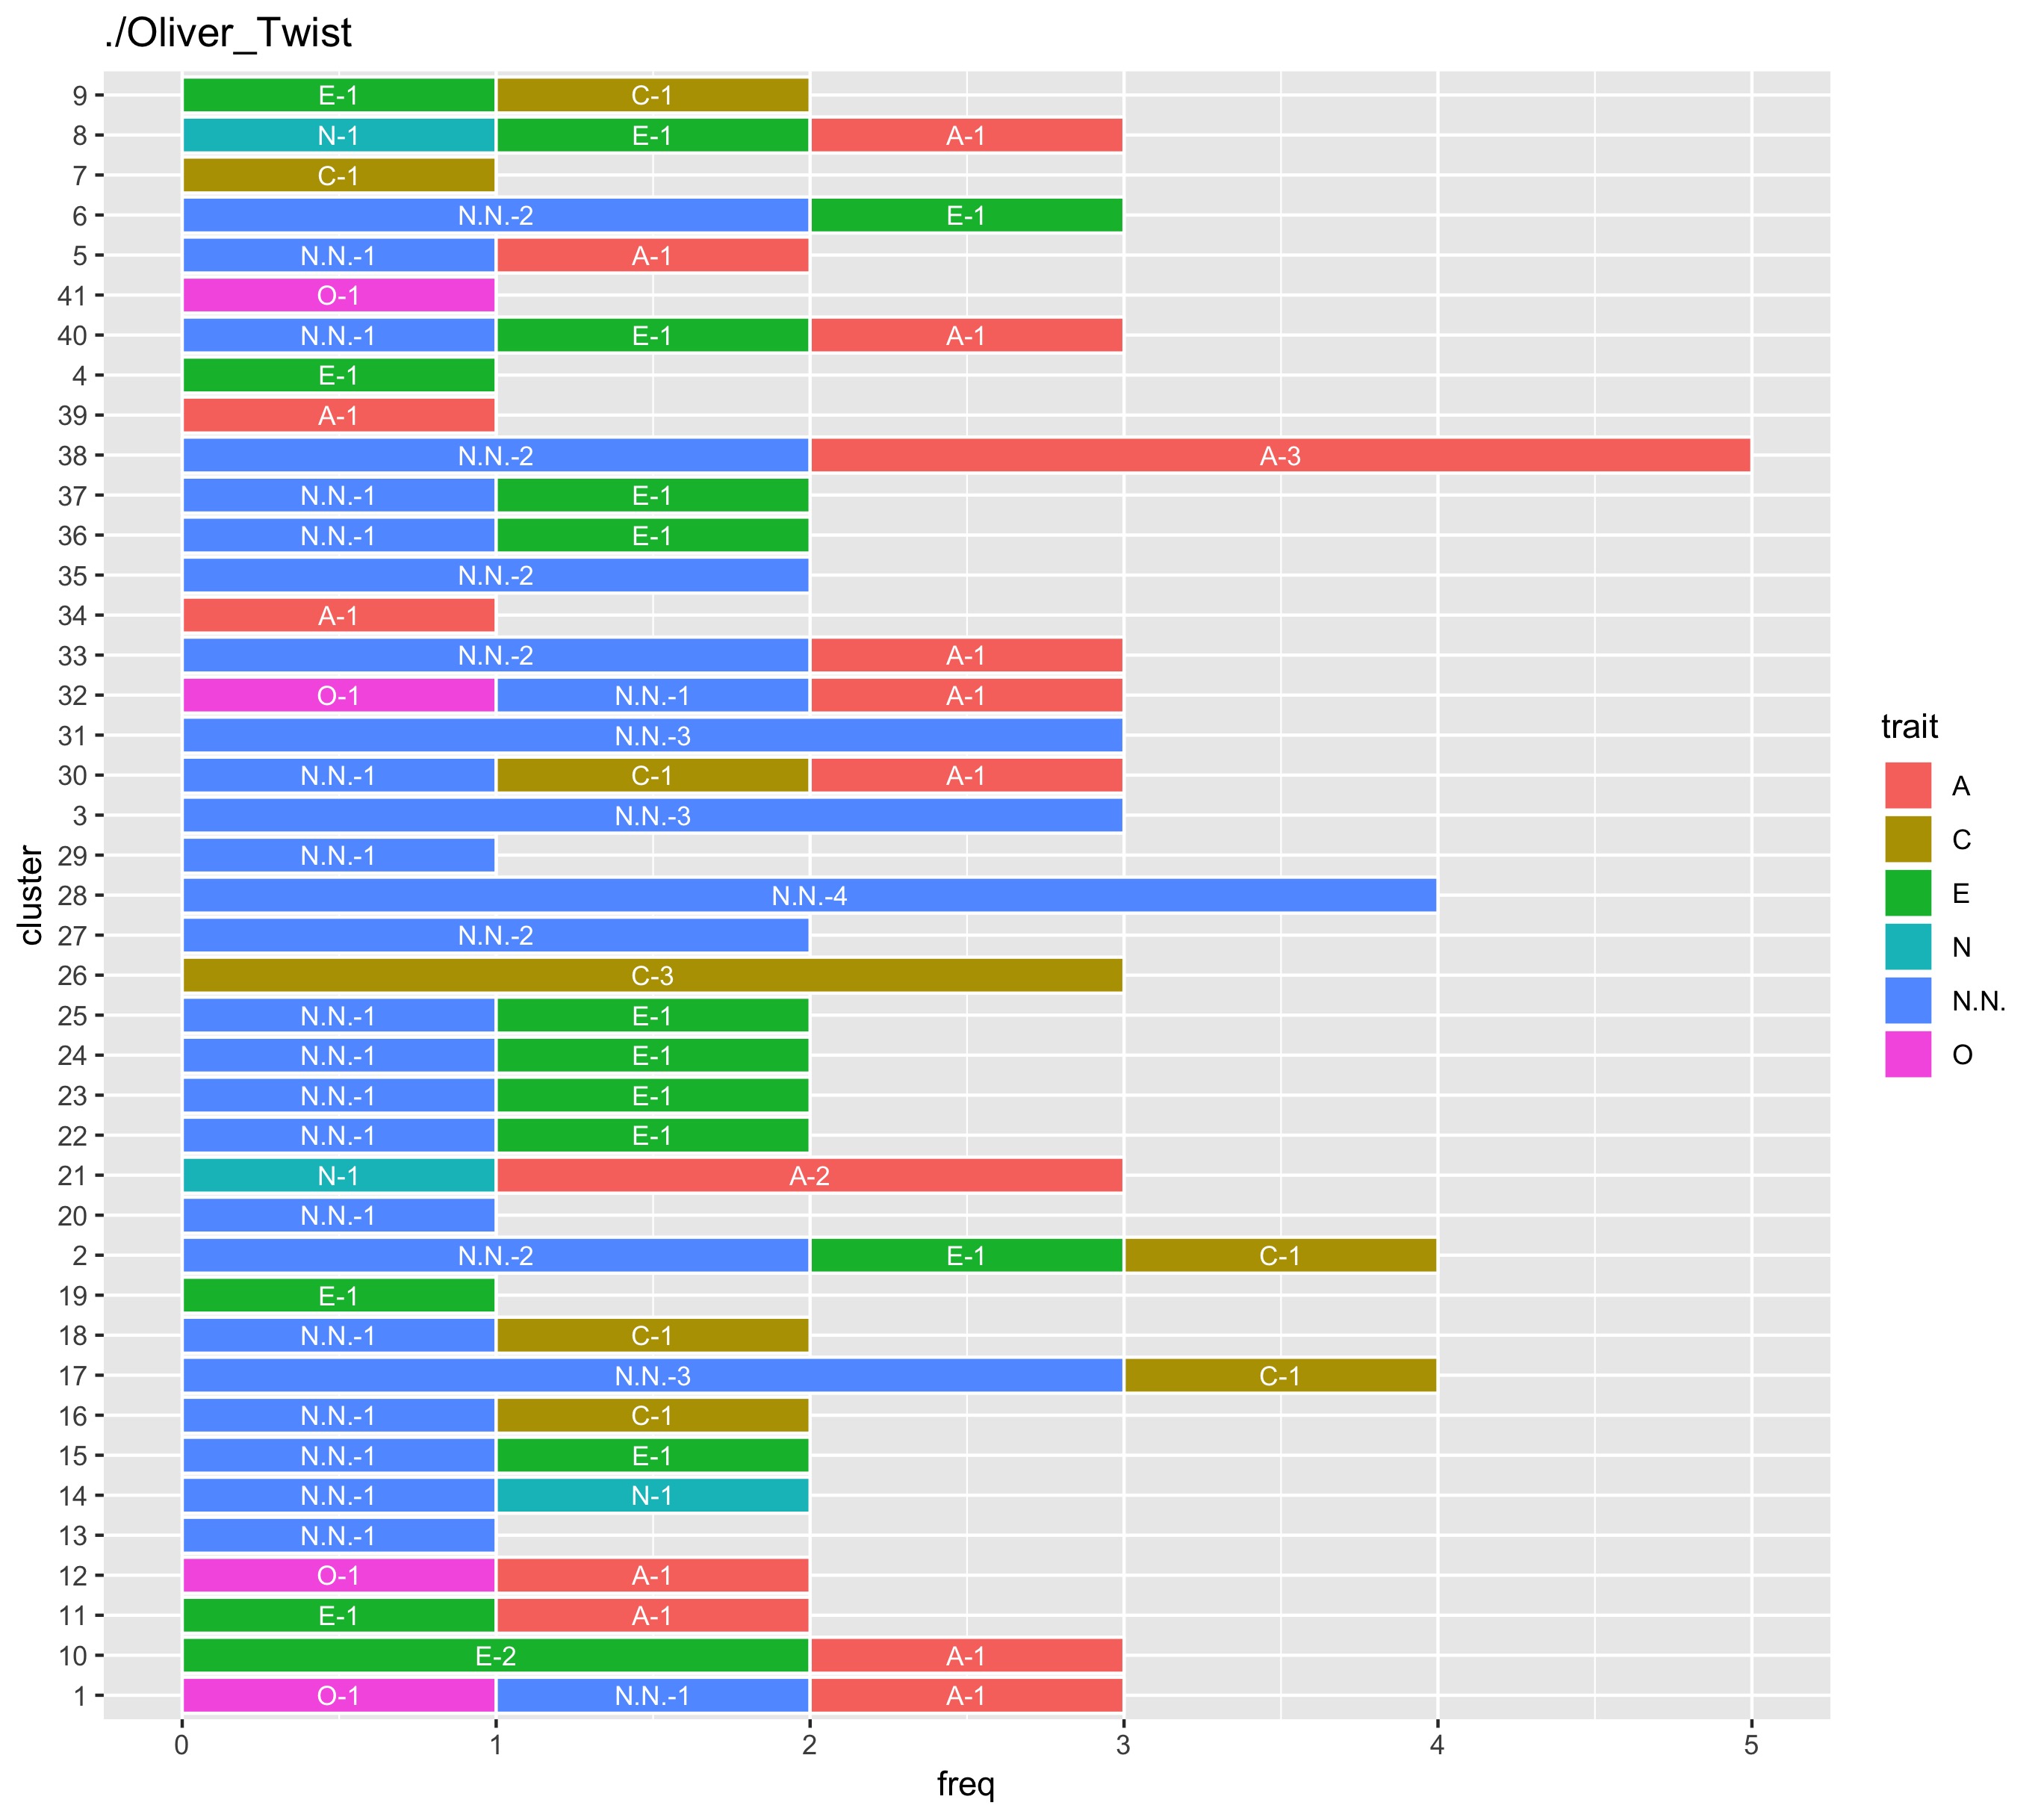 ./Oliver_Twist
9 E-1 C-1
8 N-1 E-1 A-1
7 C-1
6 N.N.-2 E-1
5 N.N.-1 A-1
41 O-1
40 N.N.-1 E-1 A-1
4 E-1
39 A-1
38 N.N.-2 A-3
37 N.N.-1 E-1
36 N.N.-1 E-1
35 N.N.-2
34 A-1
33 N.N.-2 A-1
32 O-1 N.N.-1 A-1
31 N.N.-3
30 N.N.-1 C-1 A-1
3 N.N.-3
29 N.N.-1
28 N.N.-4
27 N.N.-2
26 C-3
25 N.N.-1 E-1
24 N.N.-1 E-1
23 N.N.-1 E-1
22 N.N.-1 E-1
21 N-1 A-2
20 N.N.-1
2 N.N.-2 E-1 C-1
19 E-1
18 N.N.-1 C-1
17 N.N.-3 C-1
16 N.N.-1 C-1
15 N.N.-1 E-1
14 N.N.-1 N-1
13 N.N.-1
12 O-1 A-1
11 E-1 A-1
10 E-2 A-1
1 O-1 N.N.-1 A-1
0 1 2 3 4 5
freq
cluster
trait
A
C
E
N
N.N.
O